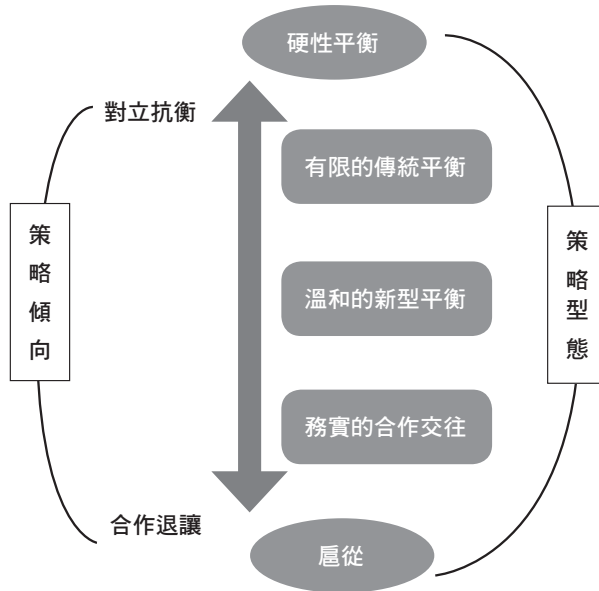 硬性平衡
對立抗衡
有限的傳統平衡
策略傾向
溫和的新型平衡
策略型態
務實的合作交往
合作退讓
扈從